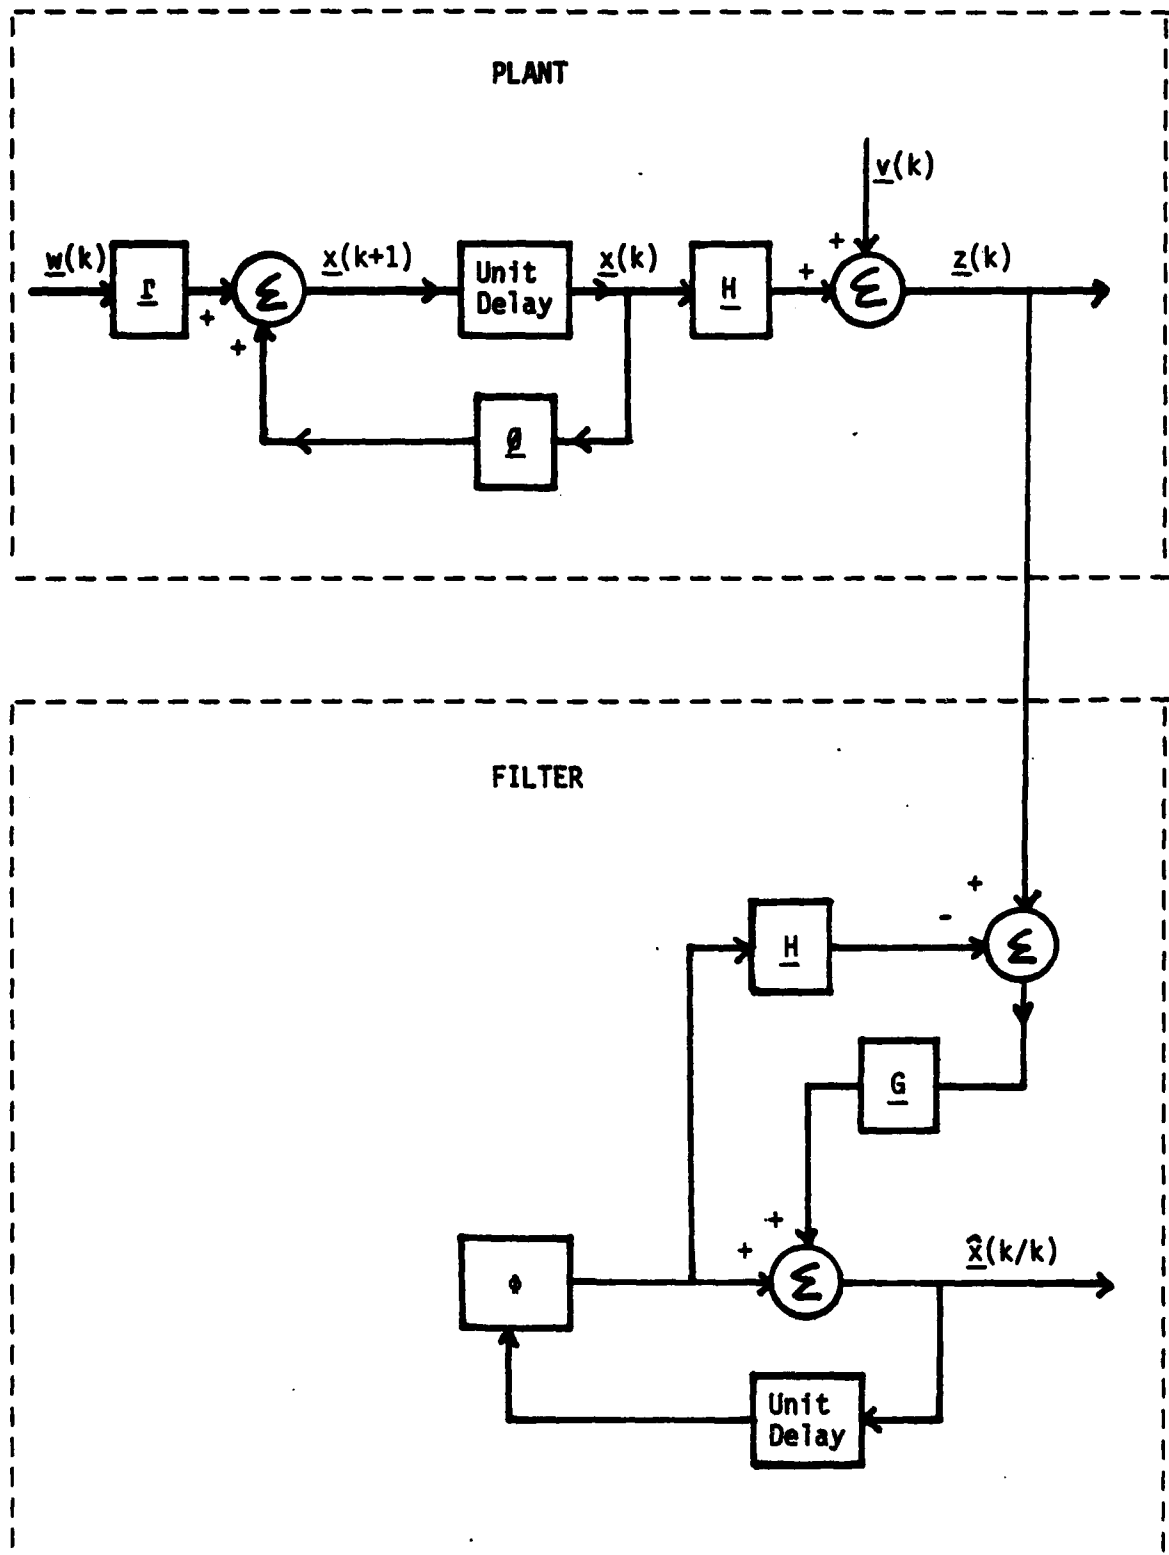 PLANT
v(k)
+
w(k)
Γ
+
+
Σ
x(k+1)
Unit
Delay
x(k)
H
+
Σ
z(k)
Ø
FILTER
+
-
H
Σ
G
+
+
ϕ
Σ
x̂(k/k)
Unit
Delay